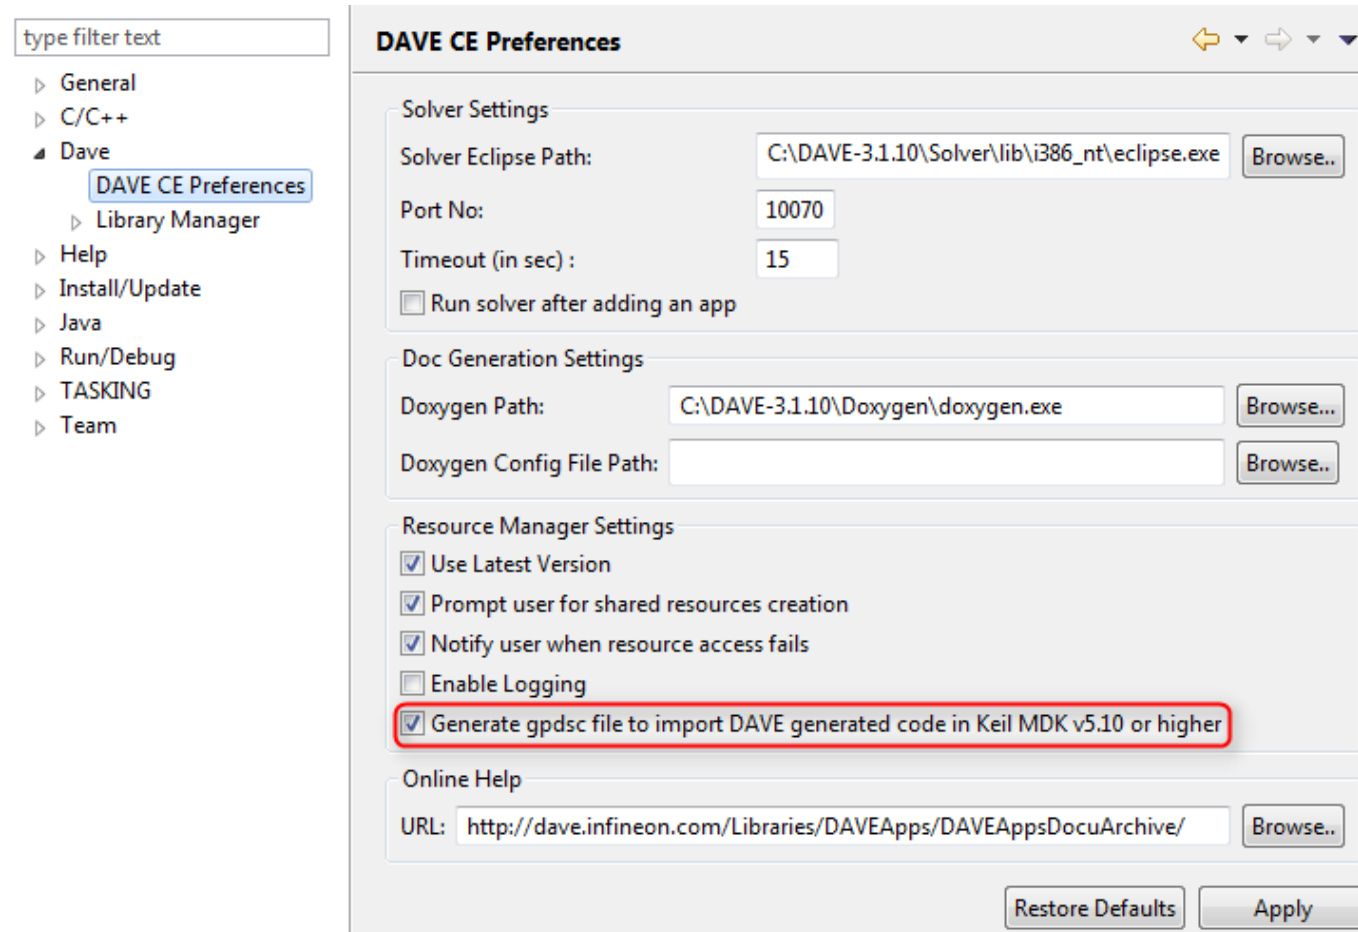 type filter text
General
C/C++
Dave
DAVE CE Preferences
Library Manager
Help
Install/Update
Java
Run/Debug
TASKING
Team
DAVE CE Preferences
Solver Settings
Solver Eclipse Path: C:\DAVE-3.1.10\Solver\lib\i386_nt\eclipse.exe Browse..
Port No: 10070
Timeout (in sec) : 15
Run solver after adding an app
Doc Generation Settings
Doxygen Path: C:\DAVE-3.1.10\Doxygen\doxygen.exe Browse...
Doxygen Config File Path: Browse..
Resource Manager Settings
Use Latest Version
Prompt user for shared resources creation
Notify user when resource access fails
Enable Logging
Generate gpdsc file to import DAVE generated code in Keil MDK v5.10 or higher
Online Help
URL: http://dave.infineon.com/Libraries/DAVEApps/DAVEAppsDocuArchive/ Browse..
Restore Defaults Apply